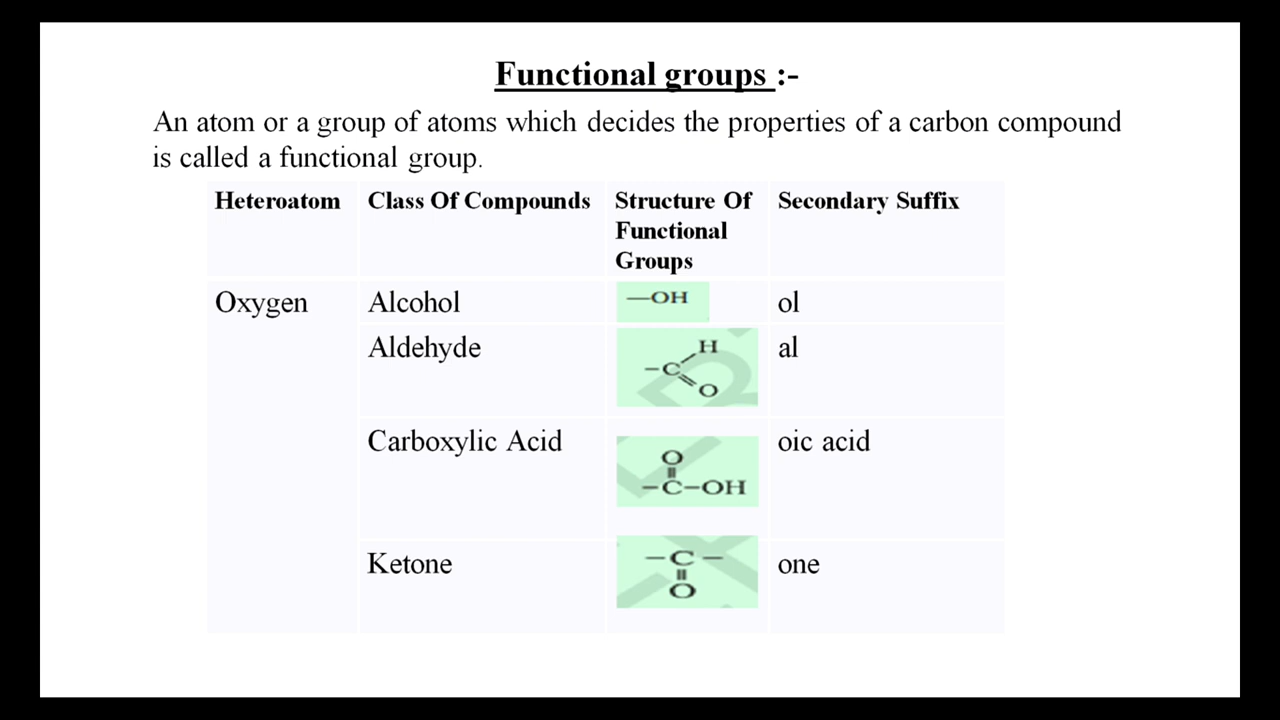 Functional groups :-
An atom or a group of atoms which decides the properties of a carbon compound
is called a functional group.
Heteroatom Class Of Compounds Structure Of Functional Groups Secondary Suffix
Oxygen Alcohol —OH ol
Aldehyde al
H
-C
O
Carboxylic Acid oic acid
O
-C-OH
Ketone one
-C-
O